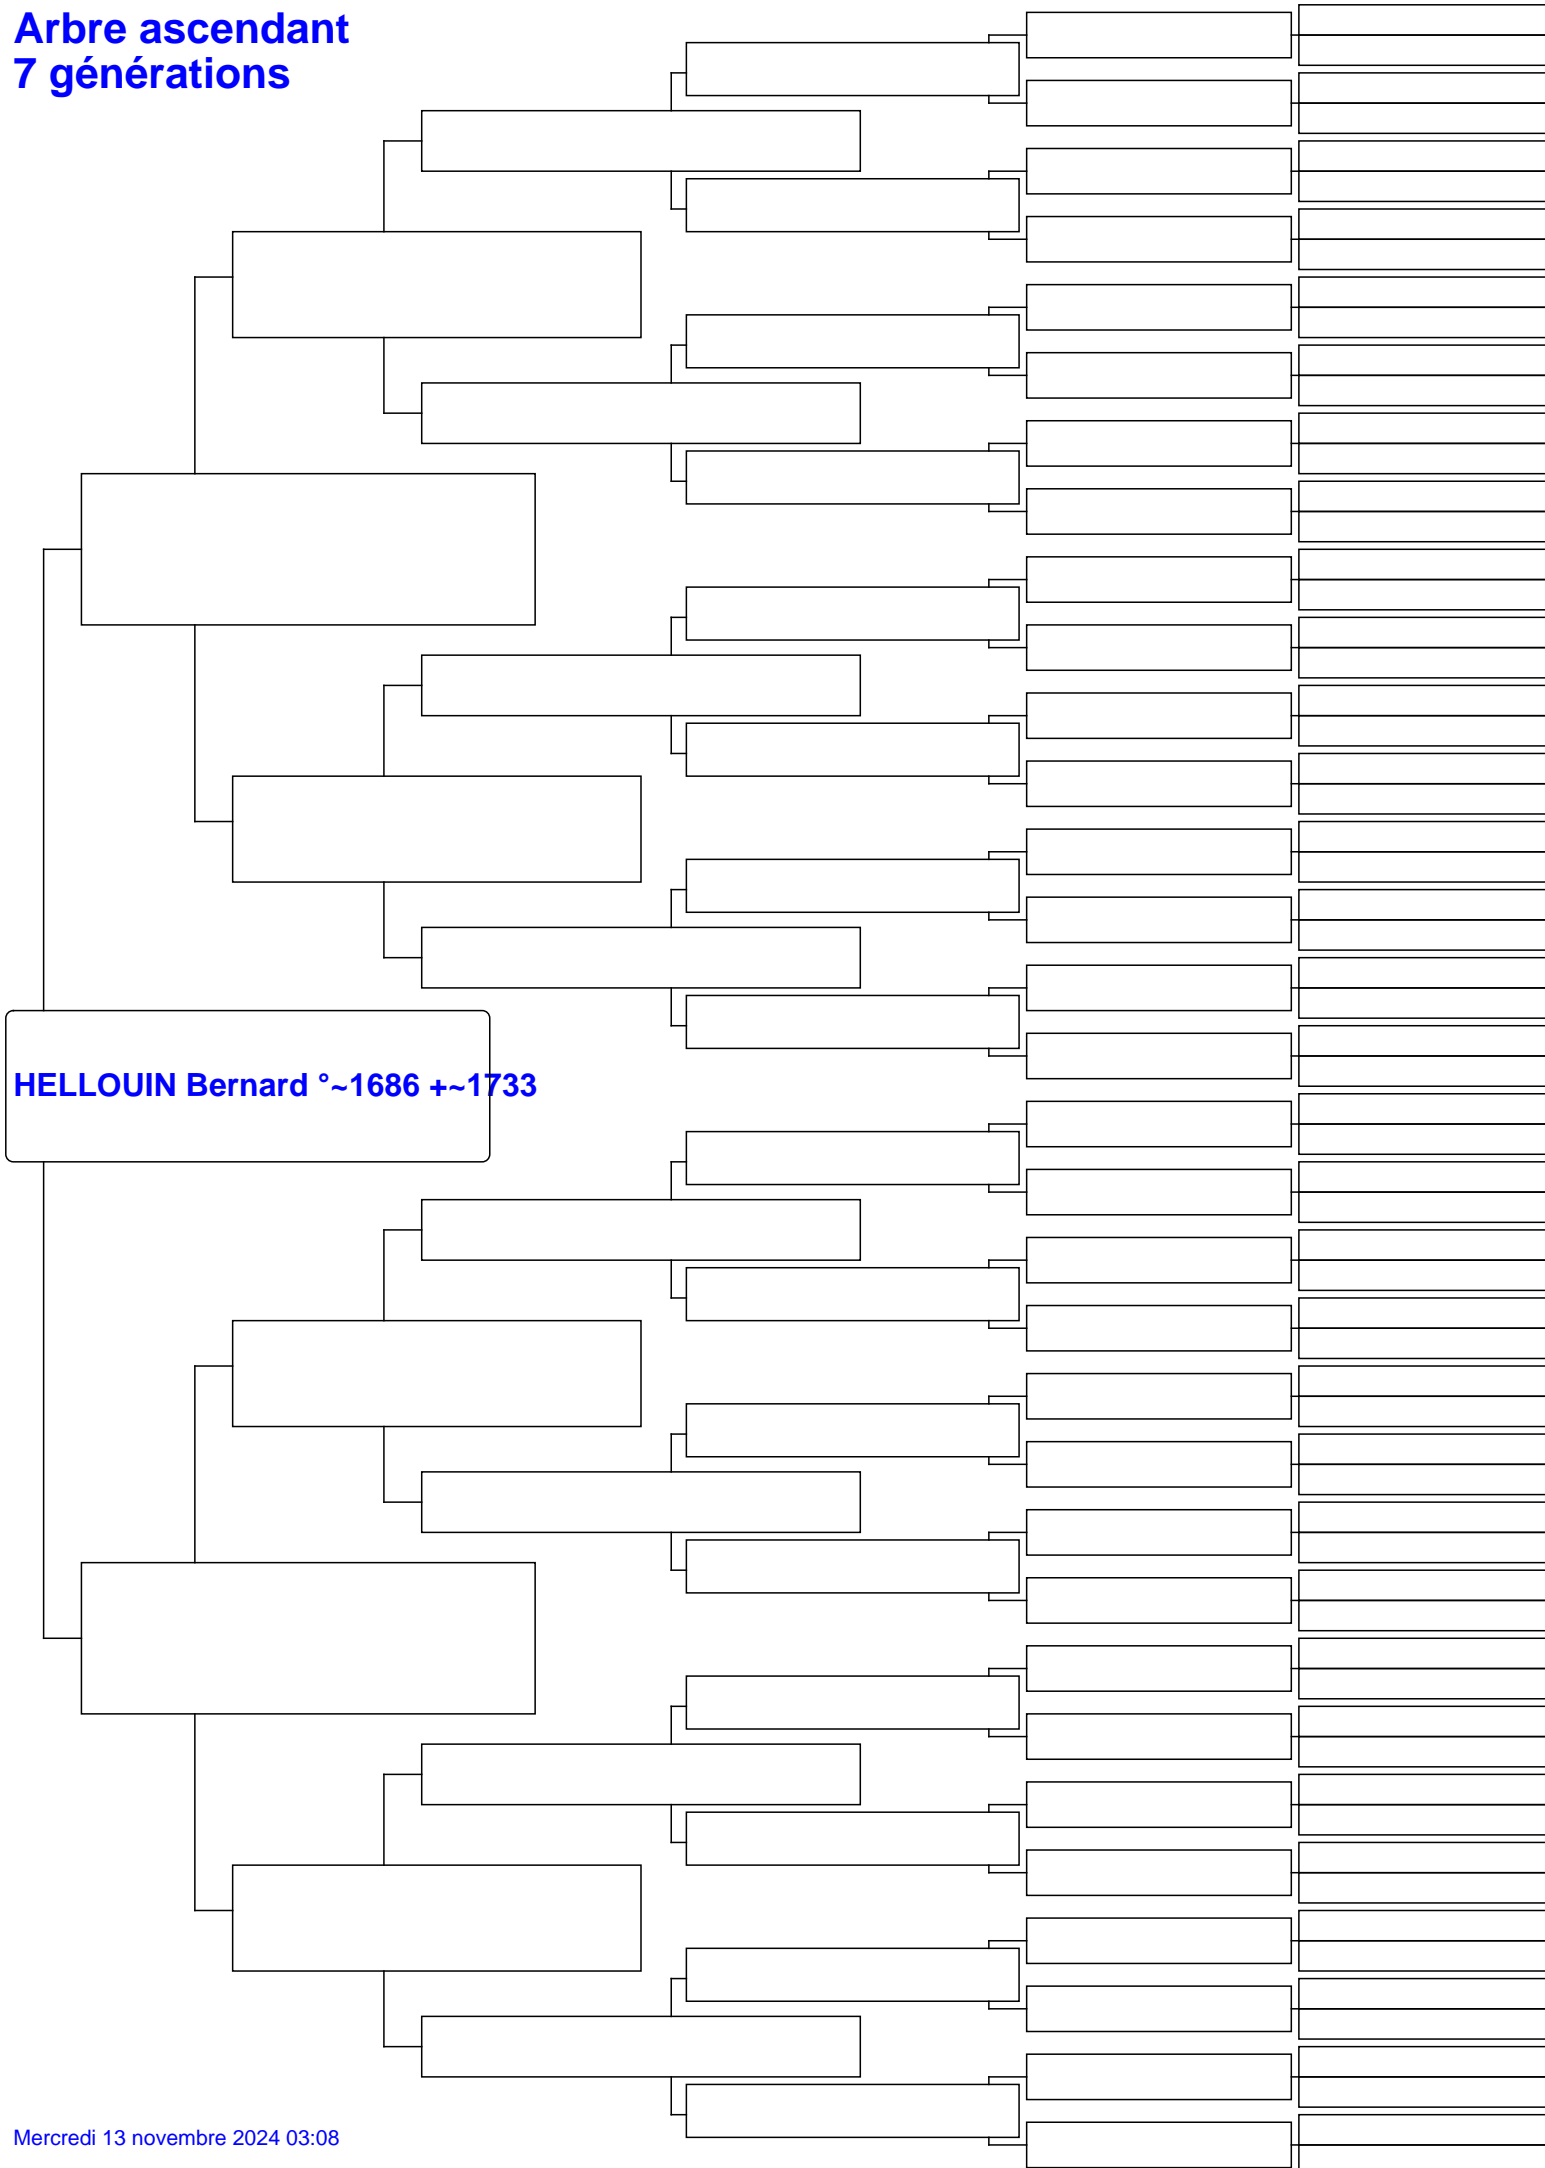 Arbre ascendant
7 générations
HELLOUIN Bernard °~1686 +~1733
Mercredi 13 novembre 2024 03:08